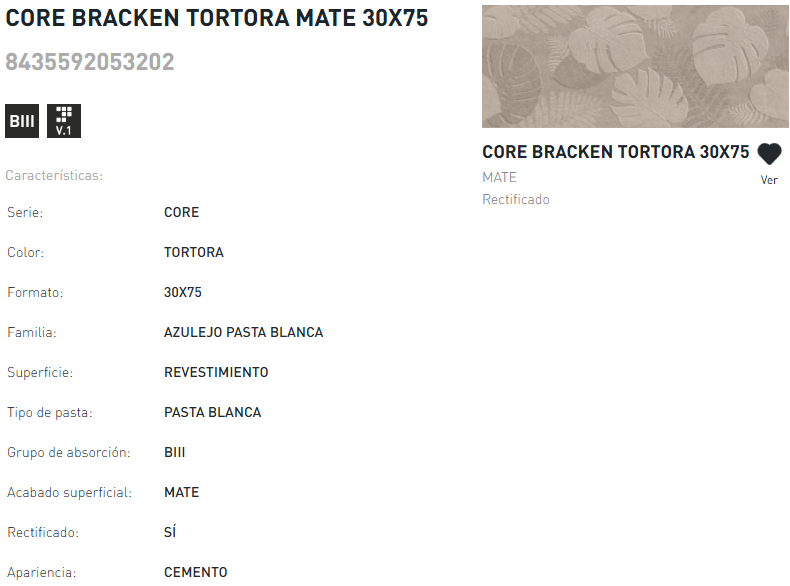 CORE BRACKEN TORTORA MATE 30X75
8435592053202
BIII V.1
Características:
Serie: CORE
Color: TORTORA
Formato: 30X75
Familia: AZULEJO PASTA BLANCA
Superficie: REVESTIMIENTO
Tipo de pasta: PASTA BLANCA
Grupo de absorción: BIII
Acabado superficial: MATE
Rectificado: SÍ
Apariencia: CEMENTO
CORE BRACKEN TORTORA 30X75
MATE
Ver
Rectificado